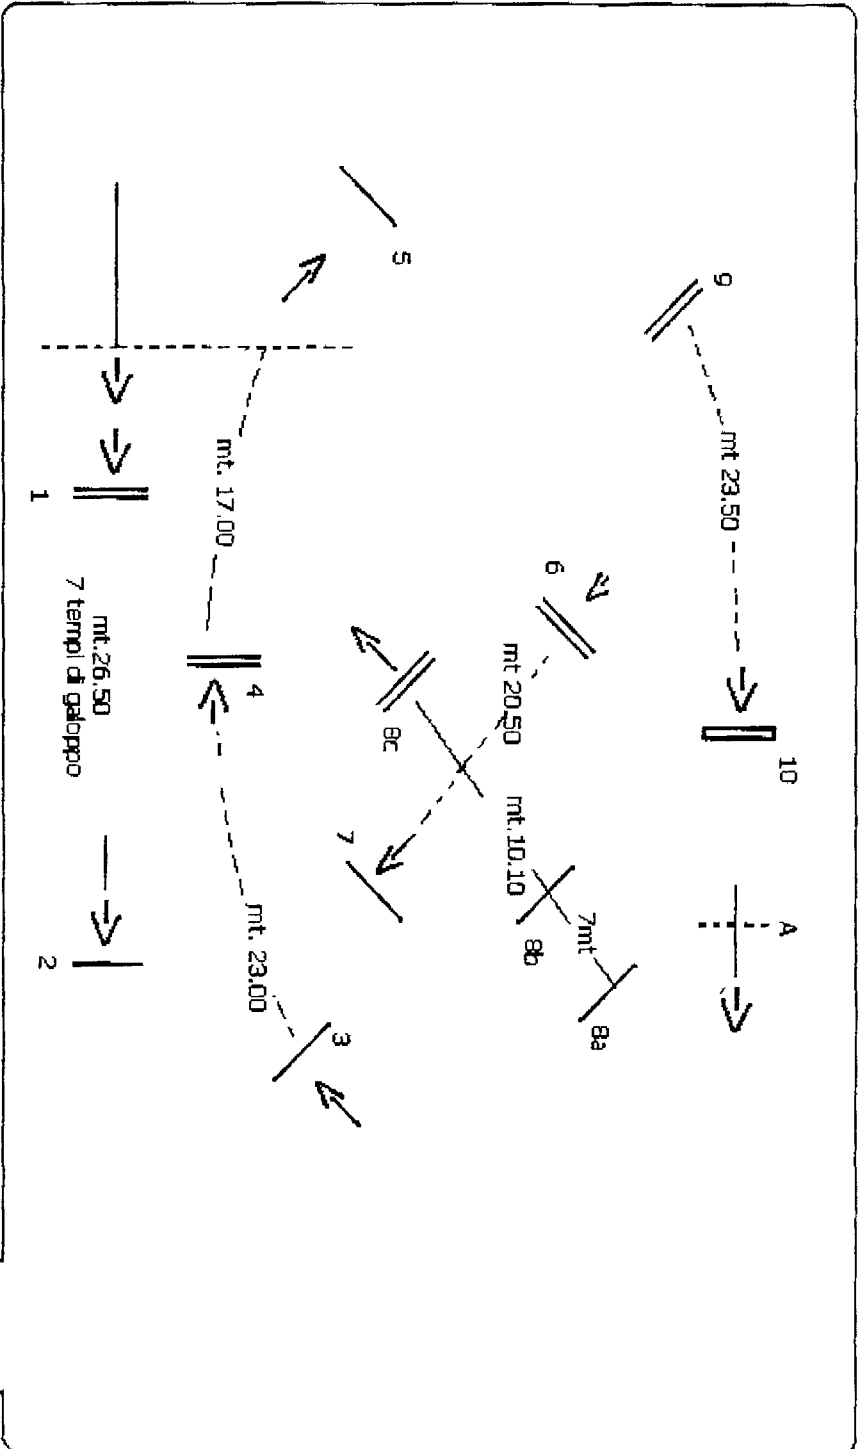 5
9
mt 23.50
10
A
6
mt 20.50
8c
mt.10.10
8b
7mt
8a
7
mt. 17.00
4
mt. 23.00
3
1
mt.26.50
7 tempi di galoppo
2